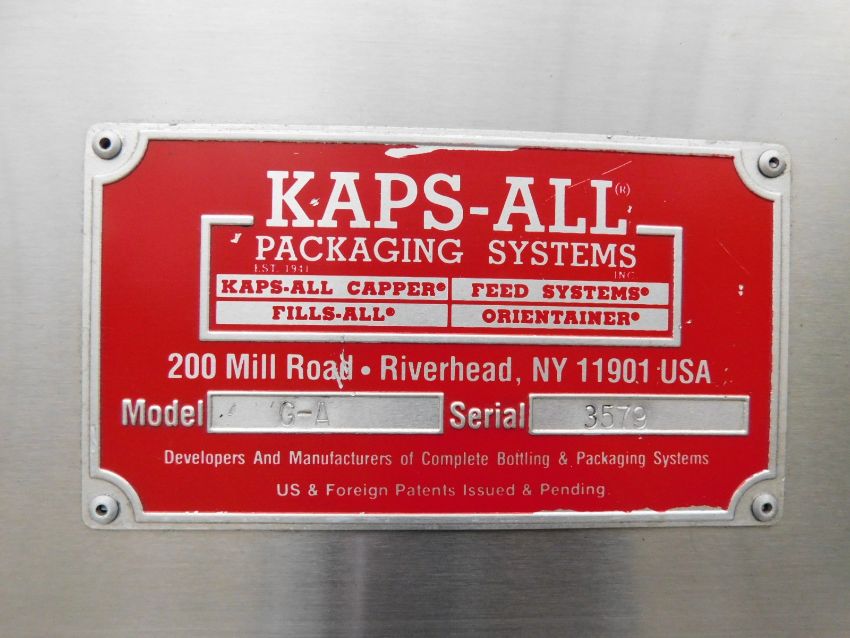 KAPS-ALL (R)
PACKAGING SYSTEMS
EST. 1941 INC
KAPS-ALL CAPPER® FEED SYSTEMS®
FILLS-ALL® ORIENTAINER®
200 Mill Road • Riverhead, NY 11901 USA
Model G-A Serial 3579
Developers And Manufacturers of Complete Bottling & Packaging Systems
US & Foreign Patents Issued & Pending.